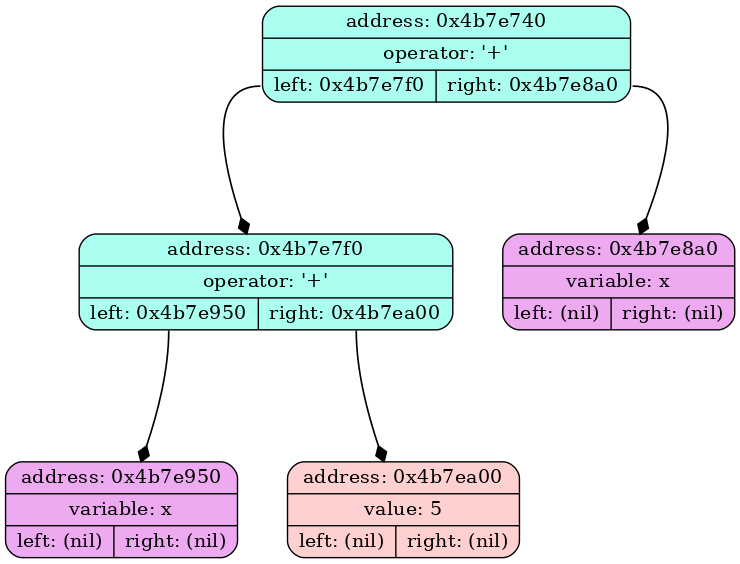 address: 0x4b7e740
operator: '+'
left: 0x4b7e7f0 right: 0x4b7e8a0
address: 0x4b7e7f0
operator: '+'
left: 0x4b7e950 right: 0x4b7ea00
address: 0x4b7e8a0
variable: x
left: (nil) right: (nil)
address: 0x4b7e950
variable: x
left: (nil) right: (nil)
address: 0x4b7ea00
value: 5
left: (nil) right: (nil)